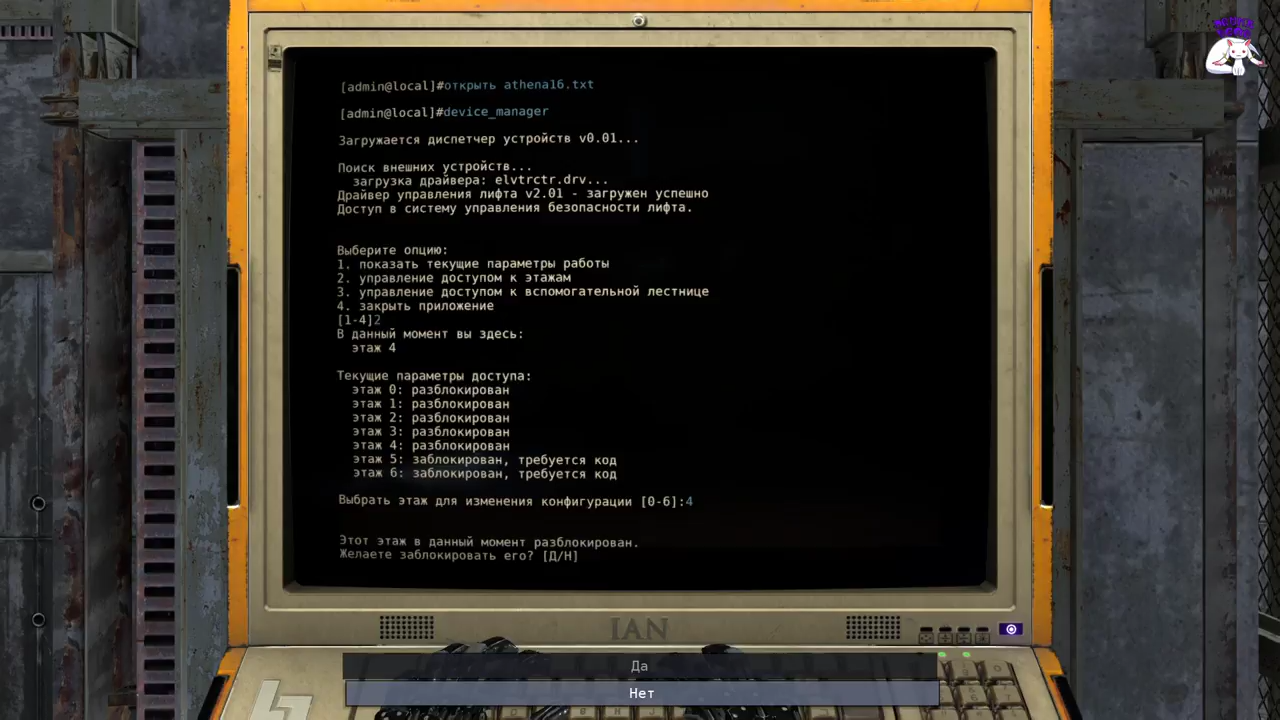 [admin@local]#открыть athena16.txt
[admin@local]#device_manager
Загружается диспетчер устройств v0.01...
Поиск внешних устройств...
загрузка драйвера: elvtrctr.drv...
Драйвер управления лифта v2.01 - загружен успешно
Доступ в систему управления безопасности лифта.
Выберите опцию:
1. показать текущие параметры работы
2. управление доступом к этажам
3. управление доступом к вспомогательной лестнице
4. закрыть приложение
[1-4]2
В данный момент вы здесь:
этаж 4
Текущие параметры доступа:
этаж 0: разблокирован
этаж 1: разблокирован
этаж 2: разблокирован
этаж 3: разблокирован
этаж 4: разблокирован
этаж 5: заблокирован, требуется код
этаж 6: заблокирован, требуется код
Выбрать этаж для изменения конфигурации [0-6]:4
Этот этаж в данный момент разблокирован.
Желаете заблокировать его? [Д/Н]
IAN
Да
Нет